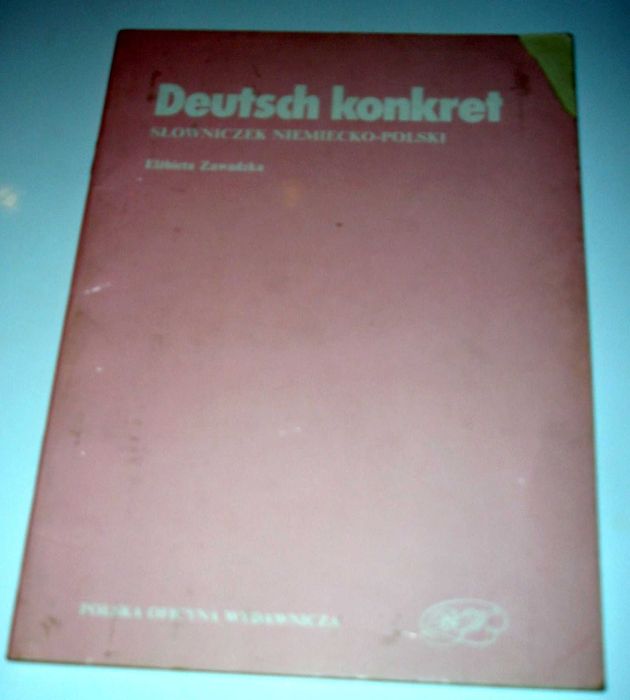 Deutsch konkret
SŁOWNICZEK NIEMIECKO-POLSKI
Elżbieta Zawadzka
POLSKA OFICYNA WYDAWNICZA